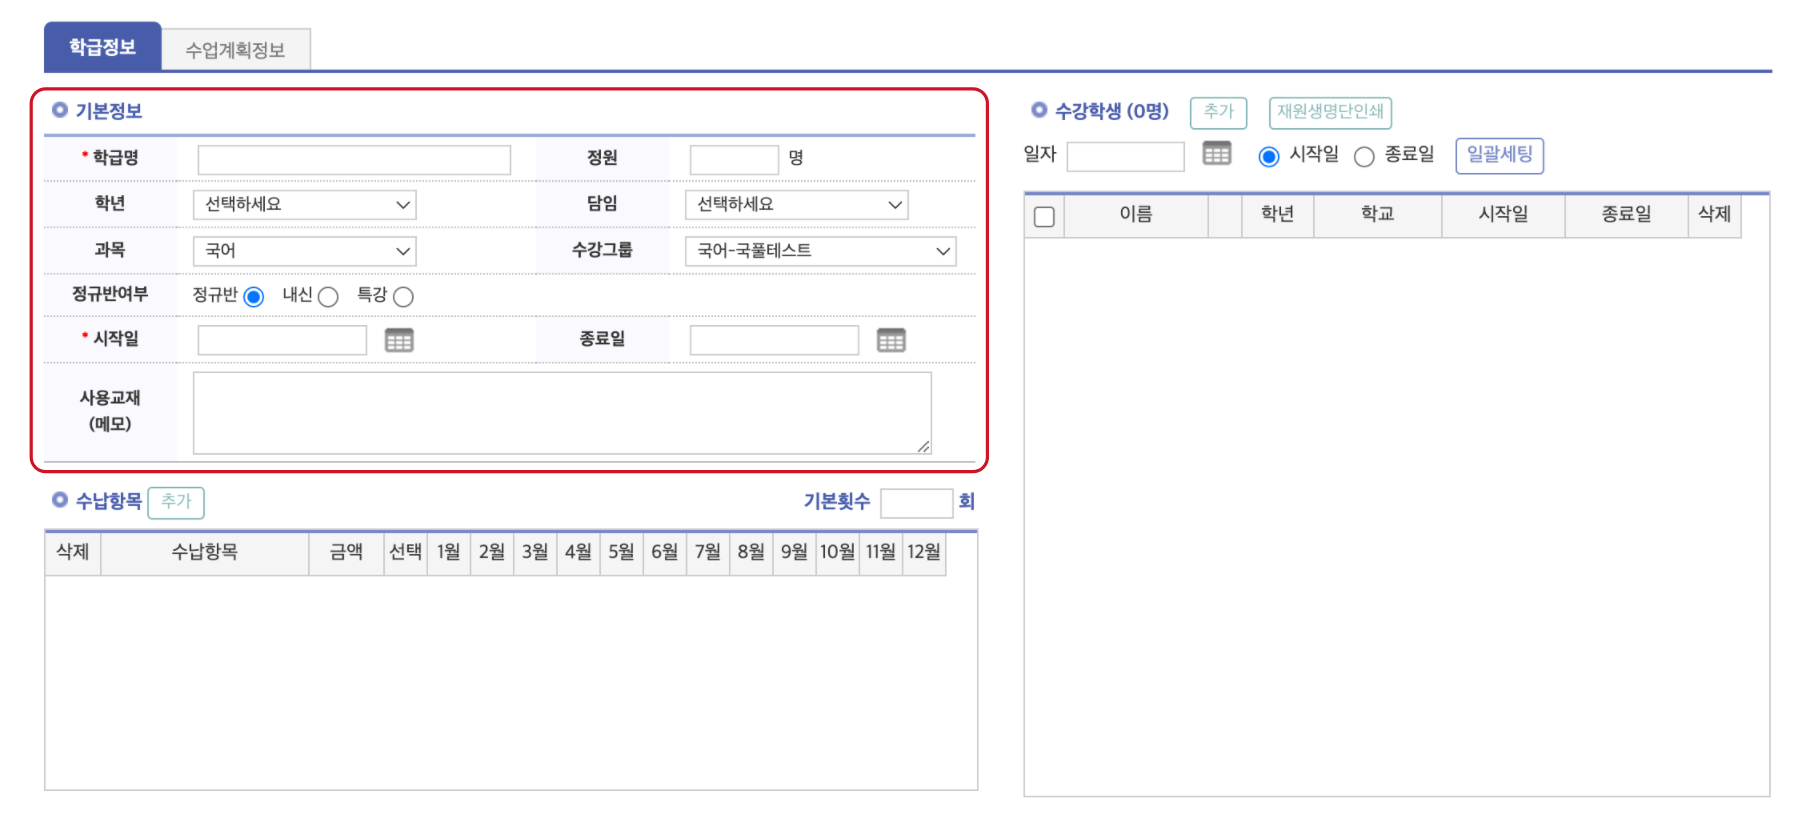 학급정보 수업계획정보
기본정보
* 학급명 정원 명
학년 선택하세요 담임 선택하세요
과목 국어 수강그룹 국어-국풀테스트
정규반여부 정규반 내신 특강
* 시작일 종료일
사용교재
(메모)
수납항목 추가 기본횟수 회
삭제 수납항목 금액 선택 1월 2월 3월 4월 5월 6월 7월 8월 9월 10월 11월 12월
수강학생 (0명) 추가 재원생명단인쇄
일자 시작일 종료일 일괄세팅
이름 학년 학교 시작일 종료일 삭제